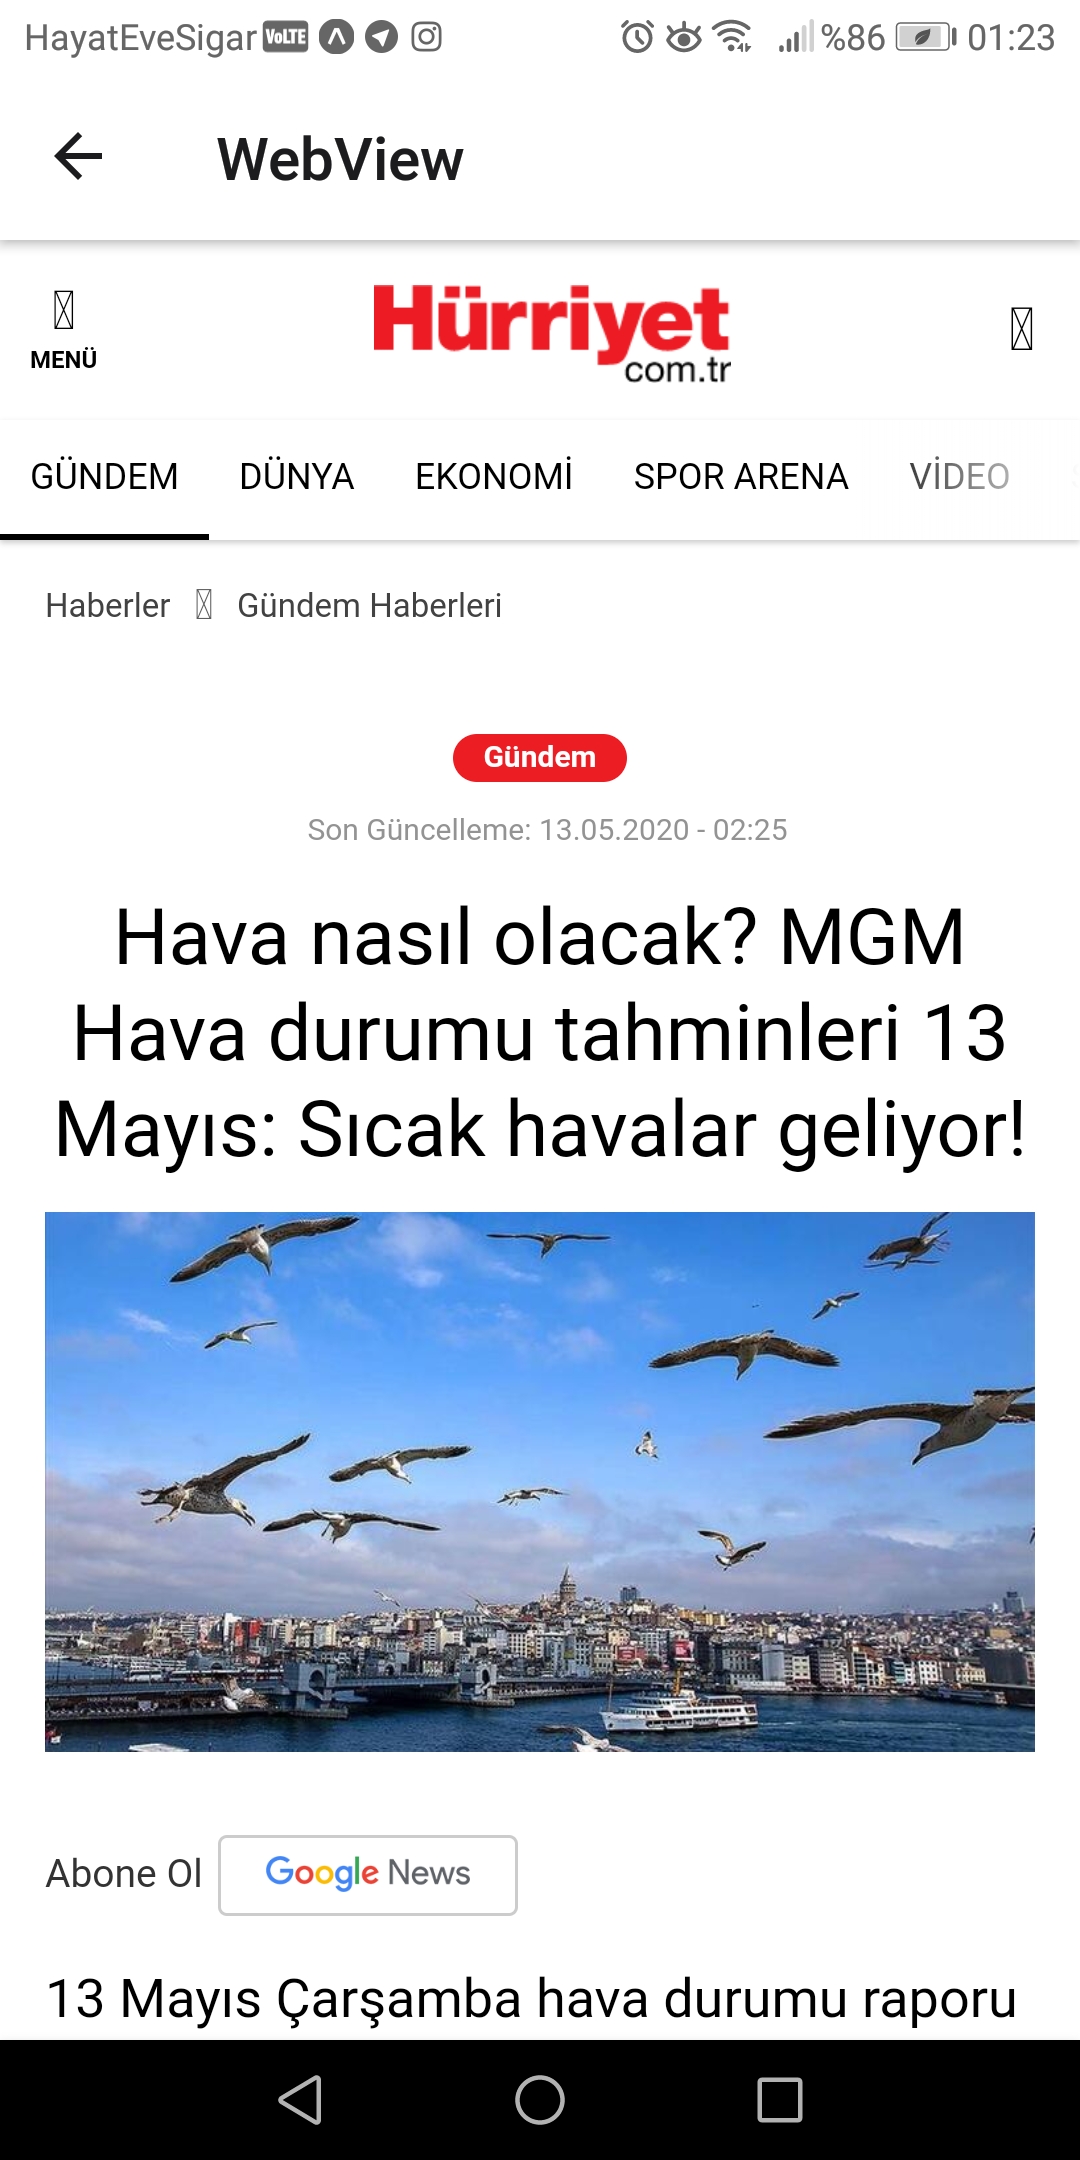 HayatEveSigar VoLTE %86 01:23
WebView
Hürriyet
com.tr
MENÜ
GÜNDEM DÜNYA EKONOMİ SPOR ARENA VİDEO
Haberler Gündem Haberleri
Gündem
Son Güncelleme: 13.05.2020 - 02:25
Hava nasıl olacak? MGM
Hava durumu tahminleri 13
Mayıs: Sıcak havalar geliyor!
Abone Ol Google News
13 Mayıs Çarşamba hava durumu raporu